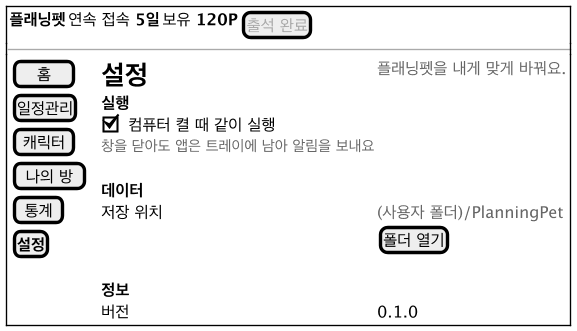 플래닝펫 연속 접속 5일 보유 120P 출석 완료
홈
일정관리
캐릭터
나의 방
통계
설정
설정
플래닝펫을 내게 맞게 바꿔요.
실행
컴퓨터 켤 때 같이 실행
창을 닫아도 앱은 트레이에 남아 알림을 보내요
데이터
저장 위치
(사용자 폴더)/PlanningPet
폴더 열기
정보
버전
0.1.0